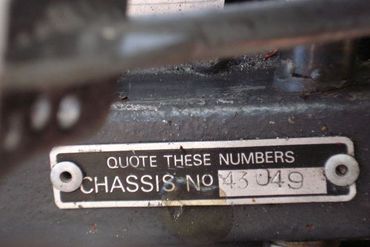 QUOTE THESE NUMBERS
CHASSIS NO 43049